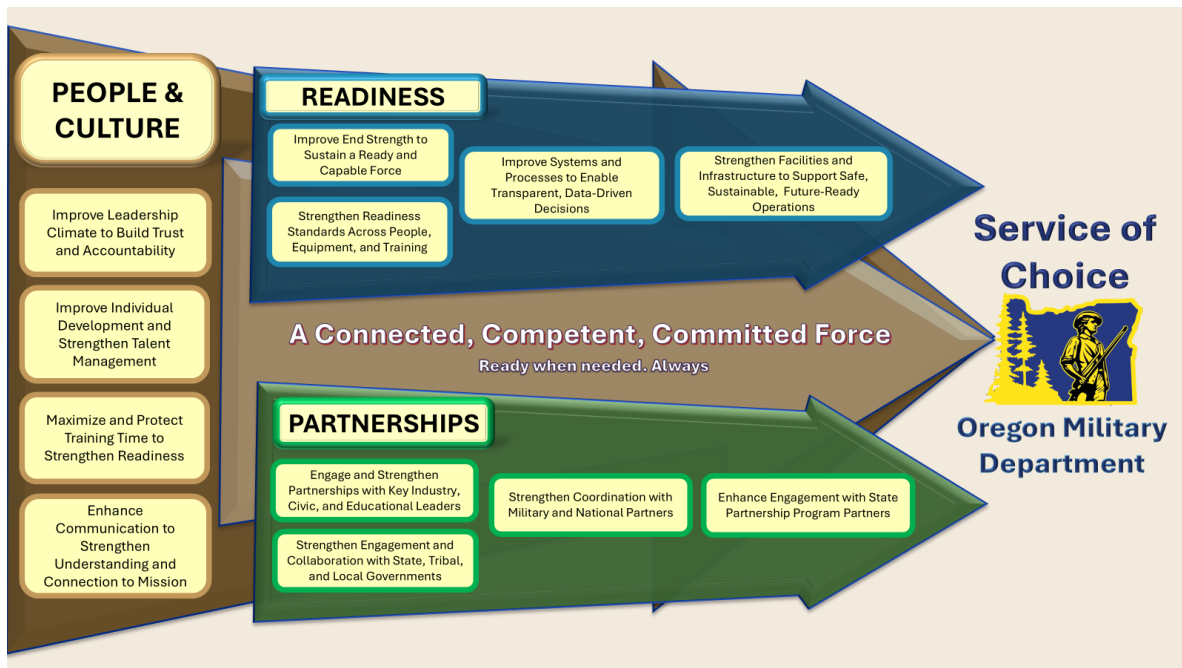 PEOPLE &
CULTURE
Improve Leadership
Climate to Build Trust
and Accountability
Improve Individual
Development and
Strengthen Talent
Management
Maximize and Protect
Training Time to
Strengthen Readiness
Enhance
Communication to
Strengthen
Understanding and
Connection to Mission
READINESS
Improve End Strength to
Sustain a Ready and
Capable Force
Strengthen Readiness
Standards Across People,
Equipment, and Training
Improve Systems and
Processes to Enable
Transparent, Data-Driven
Decisions
Strengthen Facilities and
Infrastructure to Support Safe,
Sustainable, Future-Ready
Operations
A Connected, Competent, Committed Force
Ready when needed. Always
PARTNERSHIPS
Engage and Strengthen
Partnerships with Key Industry,
Civic, and Educational Leaders
Strengthen Engagement and
Collaboration with State, Tribal,
and Local Governments
Strengthen Coordination with
Military and National Partners
Enhance Engagement with State
Partnership Program Partners
Service of
Choice
Oregon Military
Department